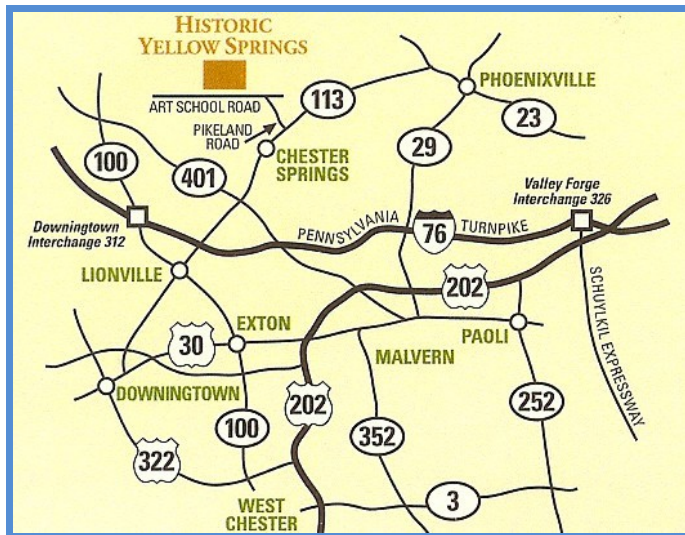 HISTORIC
YELLOW SPRINGS
ART SCHOOL ROAD
PIKELAND
ROAD
113
PHOENIXVILLE
23
100
401
CHESTER
SPRINGS
29
Downingtown
Interchange 312
PENNSYLVANIA
76
TURNPIKE
Valley Forge
Interchange 326
LIONVILLE
202
SCHUYLKIL EXPRESSWAY
30
EXTON
MALVERN
PAOLI
DOWNINGTOWN
202
252
100
352
322
WEST
CHESTER
3